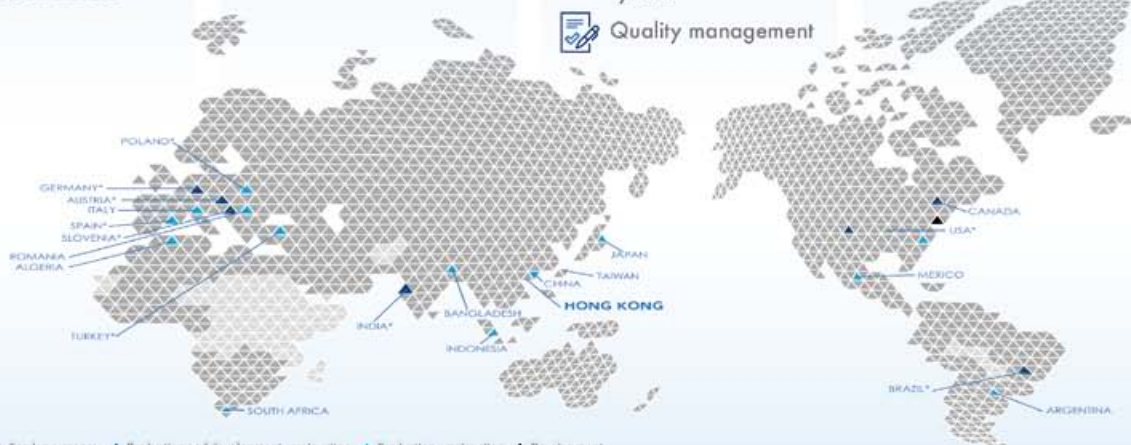 Quality management
POLAND*
GERMANY*
AUSTRIA*
ITALY
SPAIN*
SLOVENIA*
ROMANIA
ALGERIA
TURKEY*
SOUTH AFRICA
INDIA*
BANGLADESH
INDONESIA
JAPAN
TAIWAN
CHINA
HONG KONG
CANADA
USA*
MEXICO
BRAZIL*
ARGENTINA